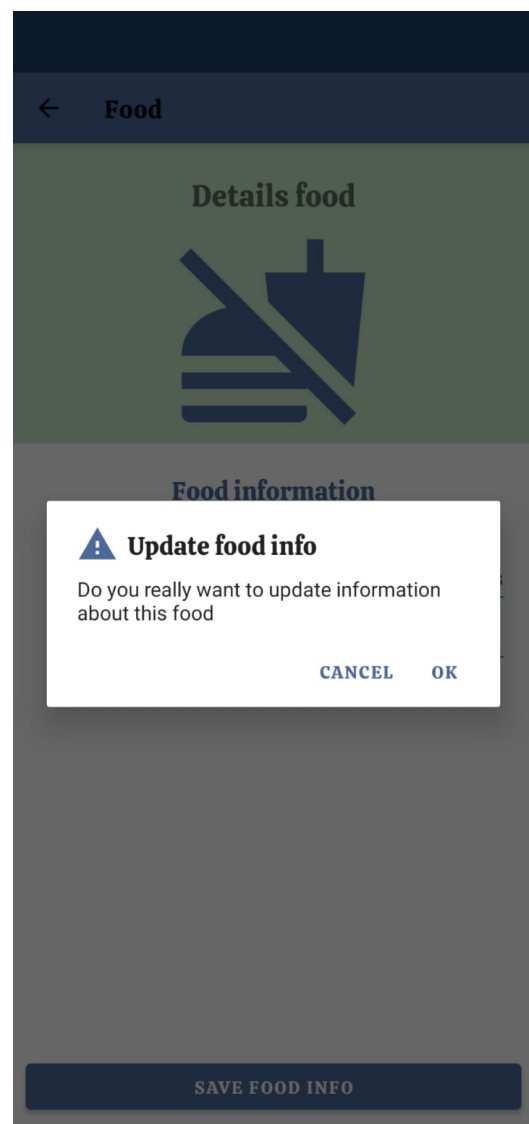 Food
Details food
Food information
Update food info
Do you really want to update information
about this food
CANCEL OK
SAVE FOOD INFO